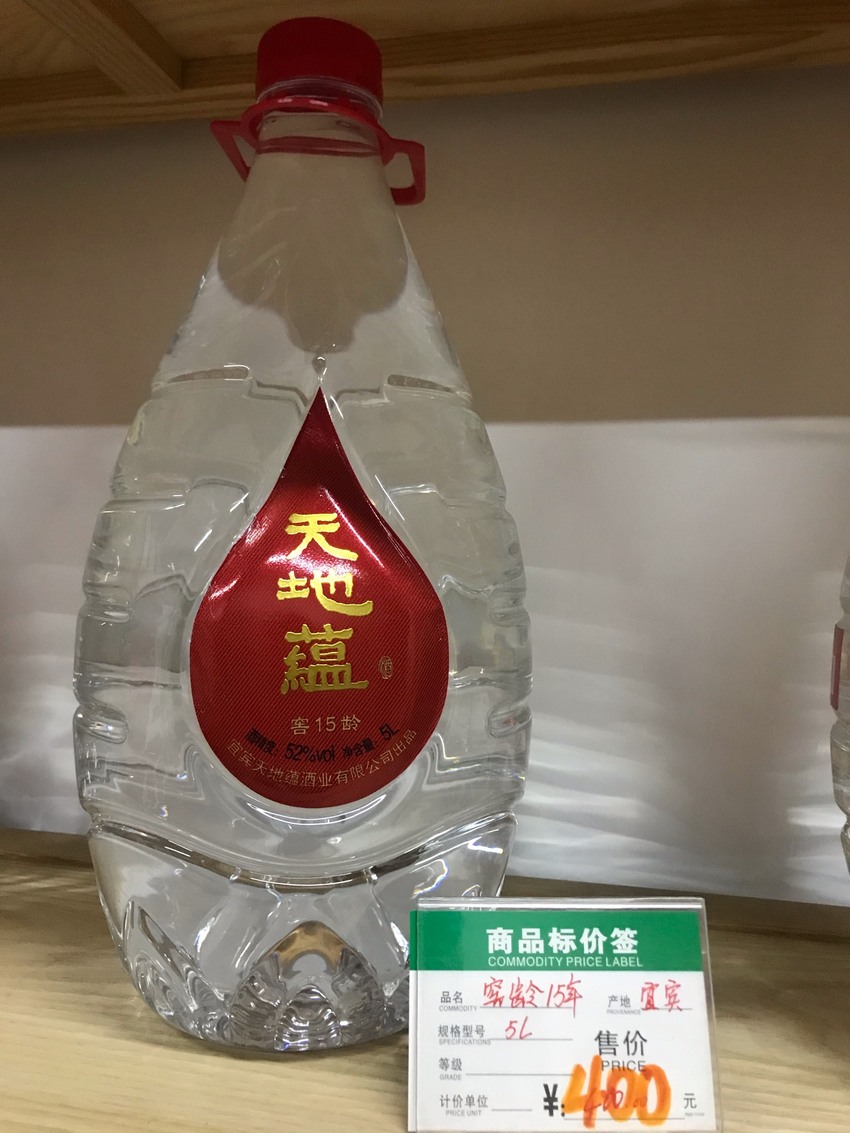 天
地
蕴
窖15龄
酒精度: 52%vol 净含量: 5L
宜宾天地蕴酒业有限公司出品
商品标价签
COMMODITY PRICE LABEL
品名 窖龄15年 产地 宜宾
COMMODITY PROVENANCE
规格型号 5L
SPECIFICATIONS
售价
PRICE
等级
GRADE
计价单位 ¥: 400 元
PRICE UNIT